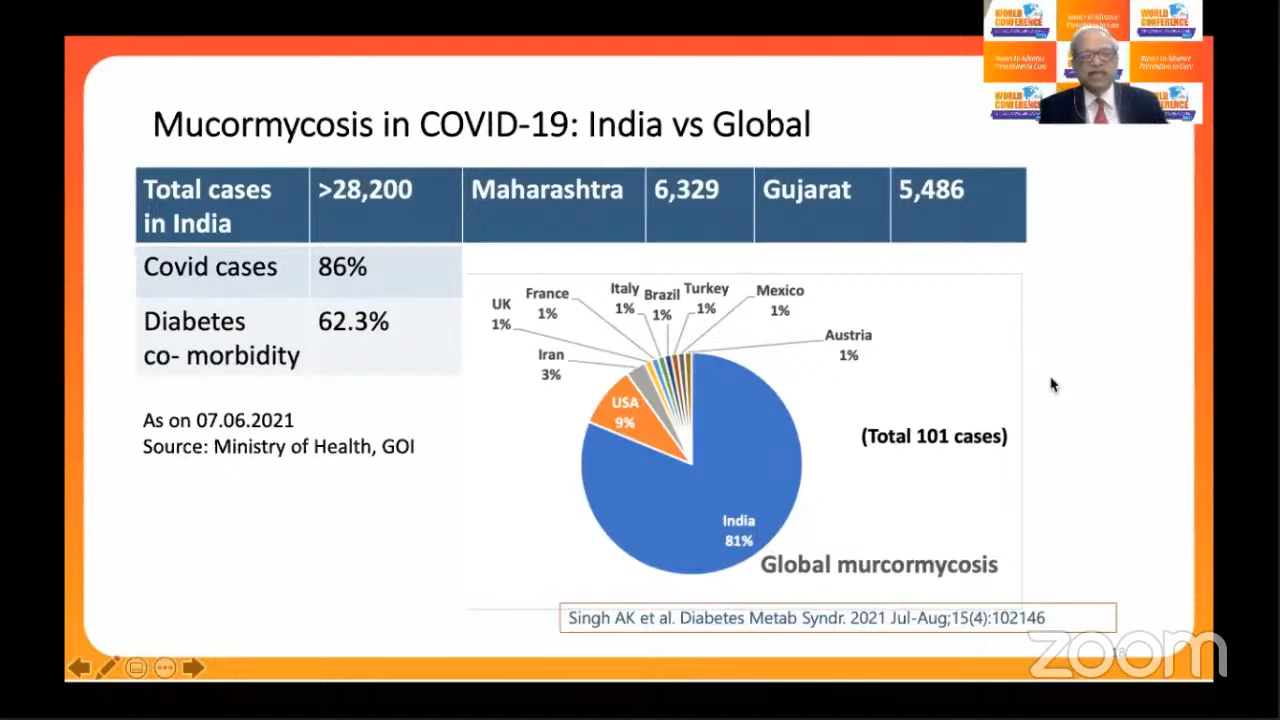 WORLD
CONFERENCE
WORLD
CONFERENCE
Mucormycosis in COVID-19: India vs Global
Total cases in India >28,200 Maharashtra 6,329 Gujarat 5,486
Covid cases 86%
Diabetes co- morbidity 62.3%
As on 07.06.2021
Source: Ministry of Health, GOI
UK
1%
France
1%
Italy
1%
Brazil
1%
Turkey
1%
Mexico
1%
Austria
1%
Iran
3%
USA
9%
India
81%
(Total 101 cases)
Global murcormycosis
Singh AK et al. Diabetes Metab Syndr. 2021 Jul-Aug;15(4):102146
18
zoom